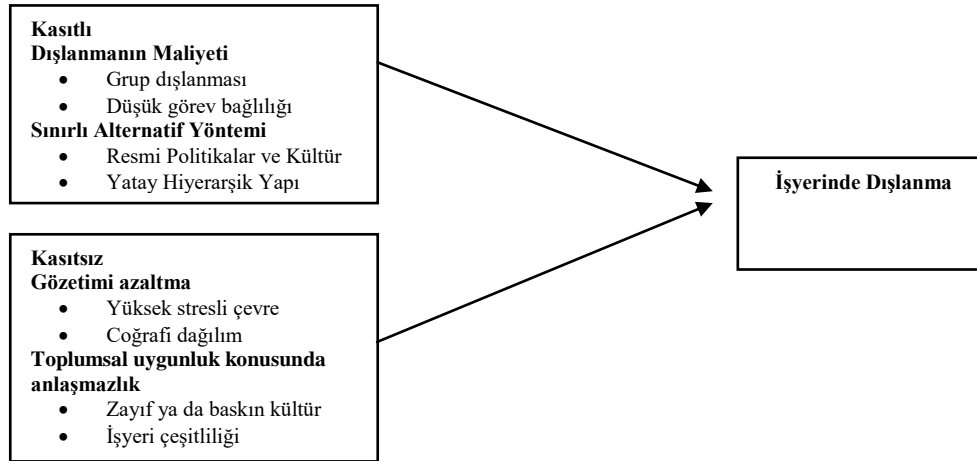 Kasıtlı
Dışlanmanın Maliyeti
• Grup dışlanması
• Düşük görev bağlılığı
Sınırlı Alternatif Yöntemi
• Resmi Politikalar ve Kültür
• Yatay Hiyerarşik Yapı
Kasıtsız
Gözetimi azaltma
• Yüksek stresli çevre
• Coğrafi dağılım
Toplumsal uygunluk konusunda
anlaşmazlık
• Zayıf ya da baskın kültür
• İşyeri çeşitliliği
İşyerinde Dışlanma